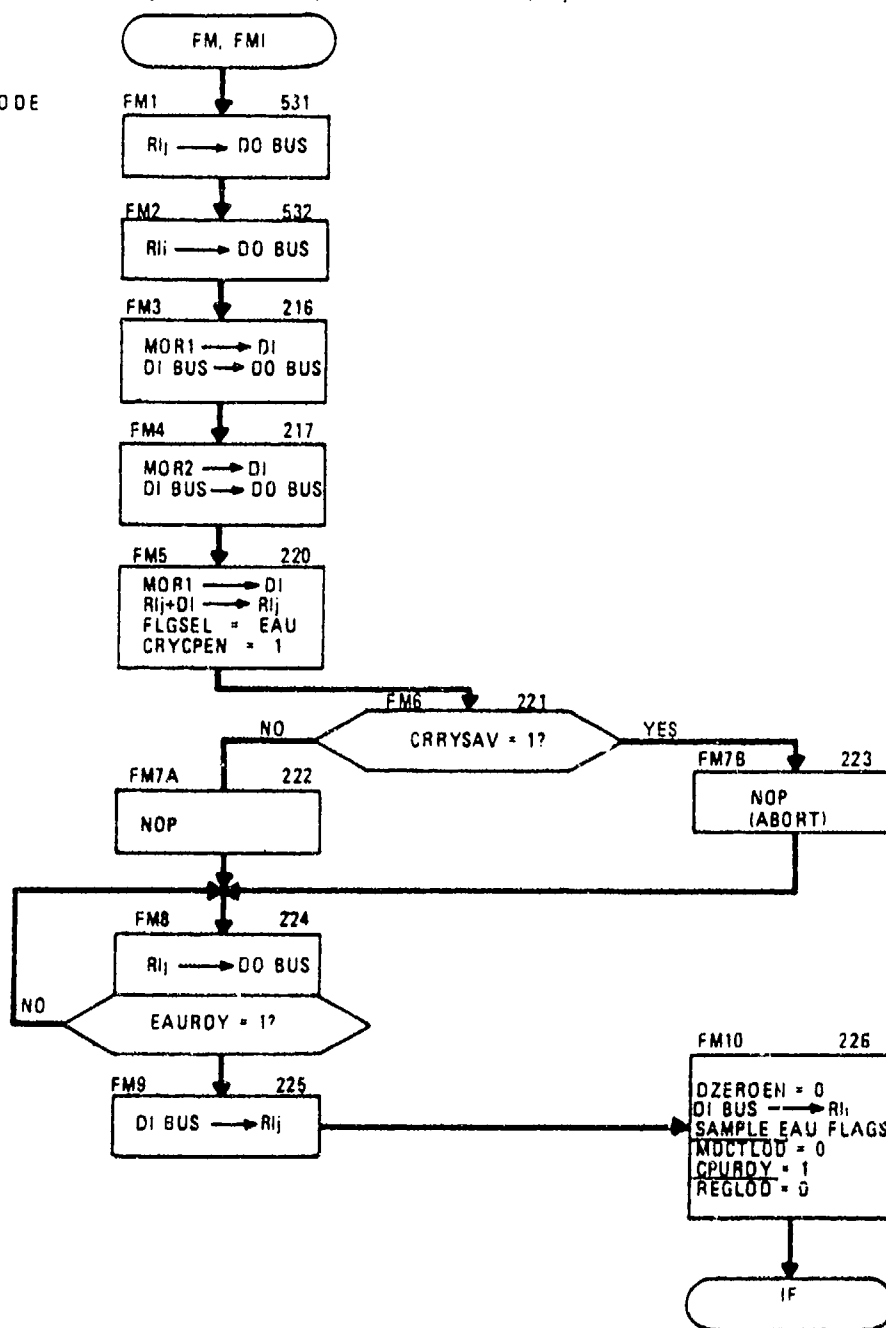 FM, FMI
ODE
FM1 531
RIj → DO BUS
FM2 532
RIi → DO BUS
FM3 216
MOR1 → DI
DI BUS → DO BUS
FM4 217
MOR2 → DI
DI BUS → DO BUS
FM5 220
MOR1 → DI
RIj+DI → RIj
FLGSEL = EAU
CRYCPEN = 1
FM6 221
NO
CRRYSAV = 1?
YES
FM7A 222
NOP
FM7B 223
NOP
(ABORT)
FM8 224
RIj → DO BUS
NO
EAURDY = 1?
FM9 225
DI BUS → RIj
FM10 226
DZEROEN = 0
DI BUS → RIi
SAMPLE EAU FLAGS
MDCTLOD = 0
CPURDY = 1
REGLOD = 0
IF